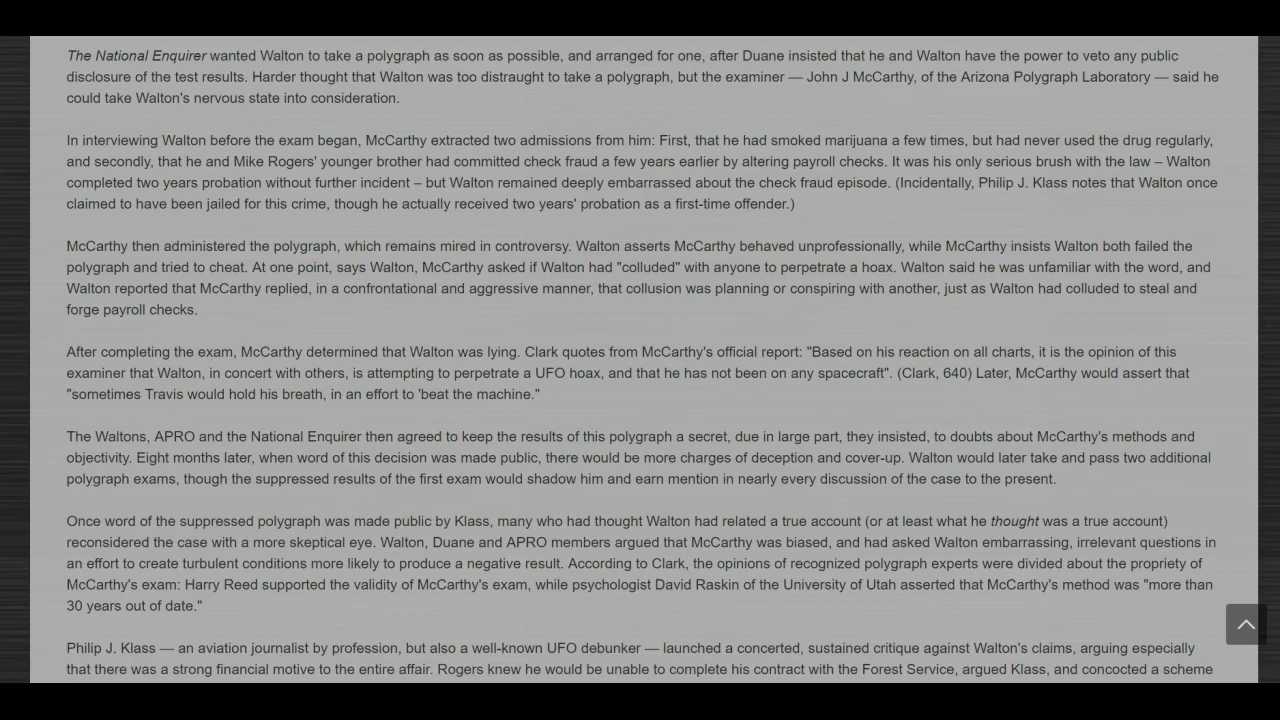 The National Enquirer wanted Walton to take a polygraph as soon as possible, and arranged for one, after Duane insisted that he and Walton have the power to veto any public
disclosure of the test results. Harder thought that Walton was too distraught to take a polygraph, but the examiner — John J McCarthy, of the Arizona Polygraph Laboratory — said he
could take Walton's nervous state into consideration.
In interviewing Walton before the exam began, McCarthy extracted two admissions from him: First, that he had smoked marijuana a few times, but had never used the drug regularly,
and secondly, that he and Mike Rogers' younger brother had committed check fraud a few years earlier by altering payroll checks. It was his only serious brush with the law – Walton
completed two years probation without further incident – but Walton remained deeply embarrassed about the check fraud episode. (Incidentally, Philip J. Klass notes that Walton once
claimed to have been jailed for this crime, though he actually received two years' probation as a first-time offender.)
McCarthy then administered the polygraph, which remains mired in controversy. Walton asserts McCarthy behaved unprofessionally, while McCarthy insists Walton both failed the
polygraph and tried to cheat. At one point, says Walton, McCarthy asked if Walton had "colluded" with anyone to perpetrate a hoax. Walton said he was unfamiliar with the word, and
Walton reported that McCarthy replied, in a confrontational and aggressive manner, that collusion was planning or conspiring with another, just as Walton had colluded to steal and
forge payroll checks.
After completing the exam, McCarthy determined that Walton was lying. Clark quotes from McCarthy's official report: "Based on his reaction on all charts, it is the opinion of this
examiner that Walton, in concert with others, is attempting to perpetrate a UFO hoax, and that he has not been on any spacecraft". (Clark, 640) Later, McCarthy would assert that
"sometimes Travis would hold his breath, in an effort to 'beat the machine."
The Waltons, APRO and the National Enquirer then agreed to keep the results of this polygraph a secret, due in large part, they insisted, to doubts about McCarthy's methods and
objectivity. Eight months later, when word of this decision was made public, there would be more charges of deception and cover-up. Walton would later take and pass two additional
polygraph exams, though the suppressed results of the first exam would shadow him and earn mention in nearly every discussion of the case to the present.
Once word of the suppressed polygraph was made public by Klass, many who had thought Walton had related a true account (or at least what he thought was a true account)
reconsidered the case with a more skeptical eye. Walton, Duane and APRO members argued that McCarthy was biased, and had asked Walton embarrassing, irrelevant questions in
an effort to create turbulent conditions more likely to produce a negative result. According to Clark, the opinions of recognized polygraph experts were divided about the propriety of
McCarthy's exam: Harry Reed supported the validity of McCarthy's exam, while psychologist David Raskin of the University of Utah asserted that McCarthy's method was "more than
30 years out of date."
Philip J. Klass — an aviation journalist by profession, but also a well-known UFO debunker — launched a concerted, sustained critique against Walton's claims, arguing especially
that there was a strong financial motive to the entire affair. Rogers knew he would be unable to complete his contract with the Forest Service, argued Klass, and concocted a scheme